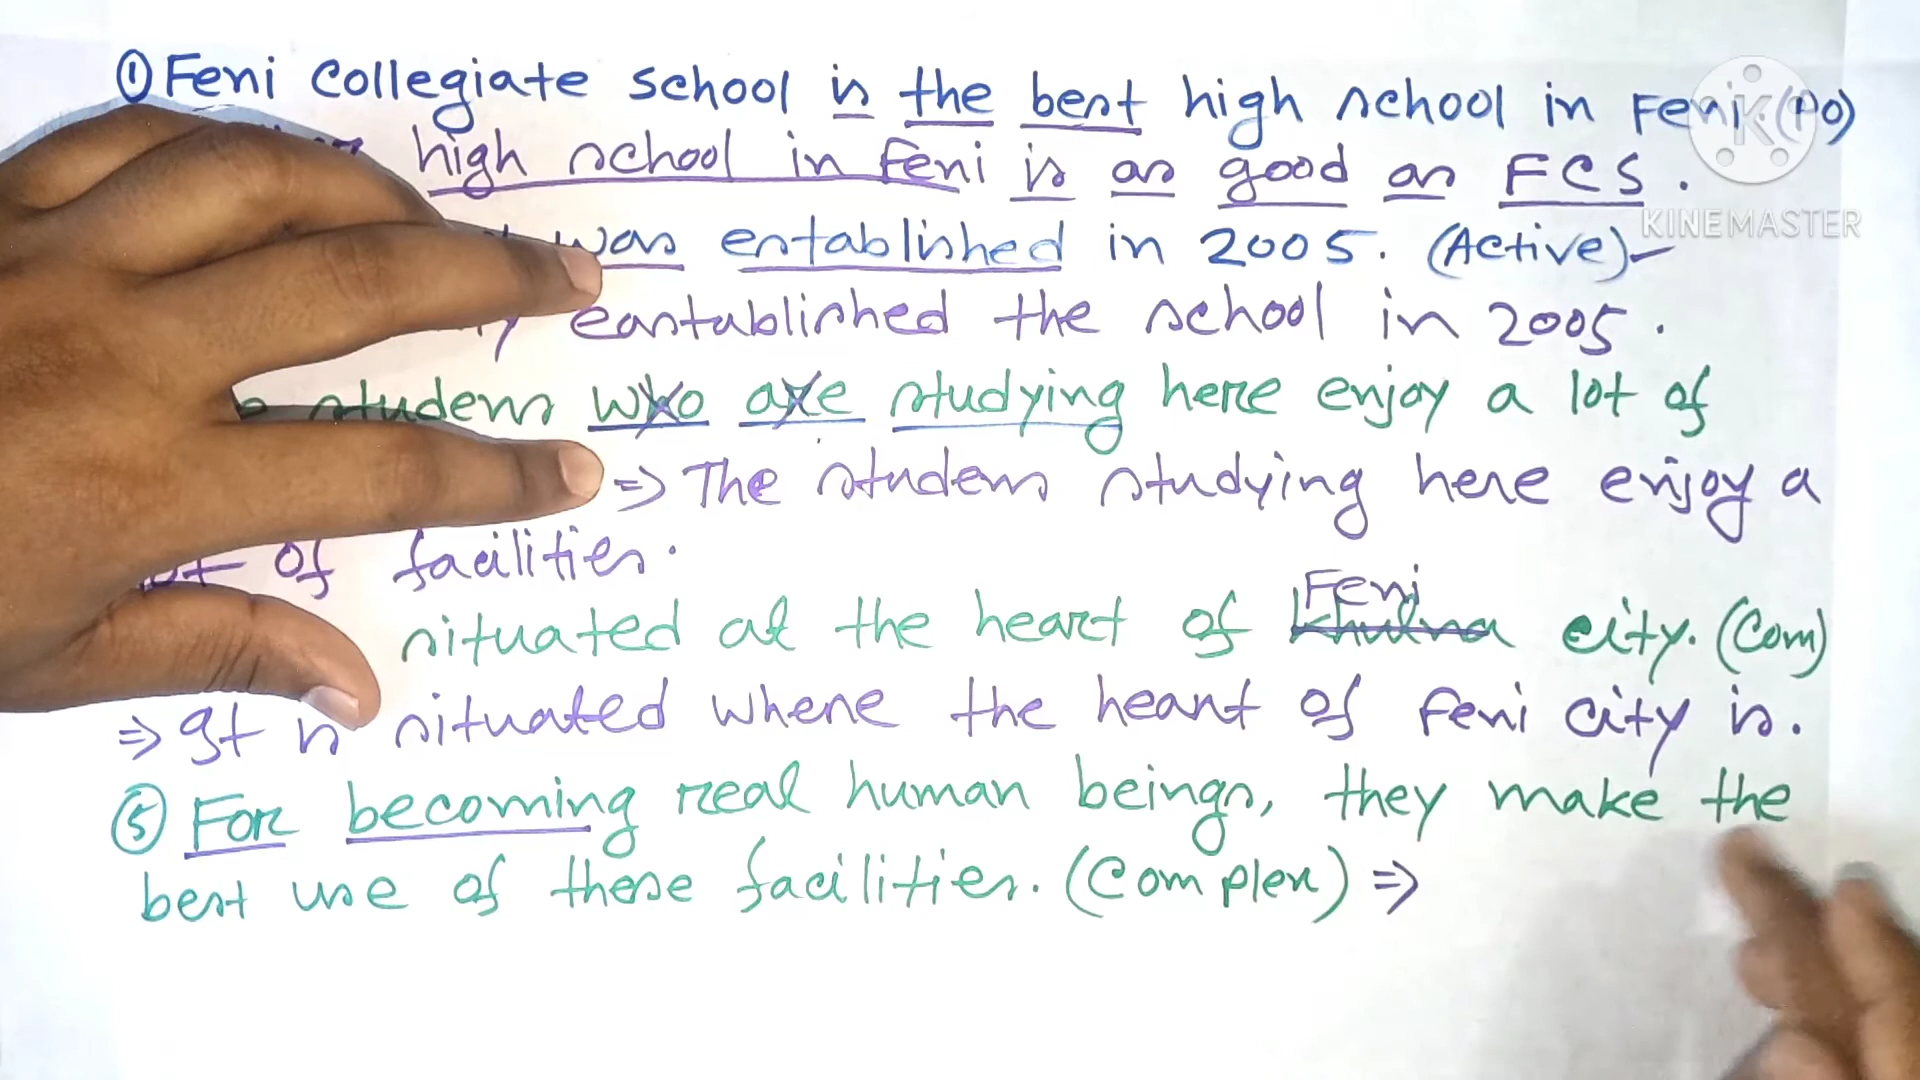 ① Feni collegiate school is the best high school in Feni. (Po)
high school in Feni is as good as FCS.
KINEMASTER
was established in 2005. (Active)
eastablished the school in 2005.
students who are studying here enjoy a lot of
⇒ The students studying here enjoy a
of facilities.
Feni
situated at the heart of Khulna city. (Com)
⇒ It is situated where the heart of Feni city is.
⑤ For becoming real human beings, they make the
best use of these facilities. (Complex) ⇒